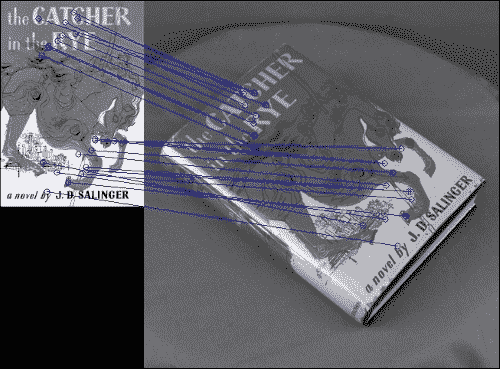 the CATCHER
in the RYE
a novel by J. D. SALINGER
the CATCHER
in the RYE
a novel by J. D. SALINGER